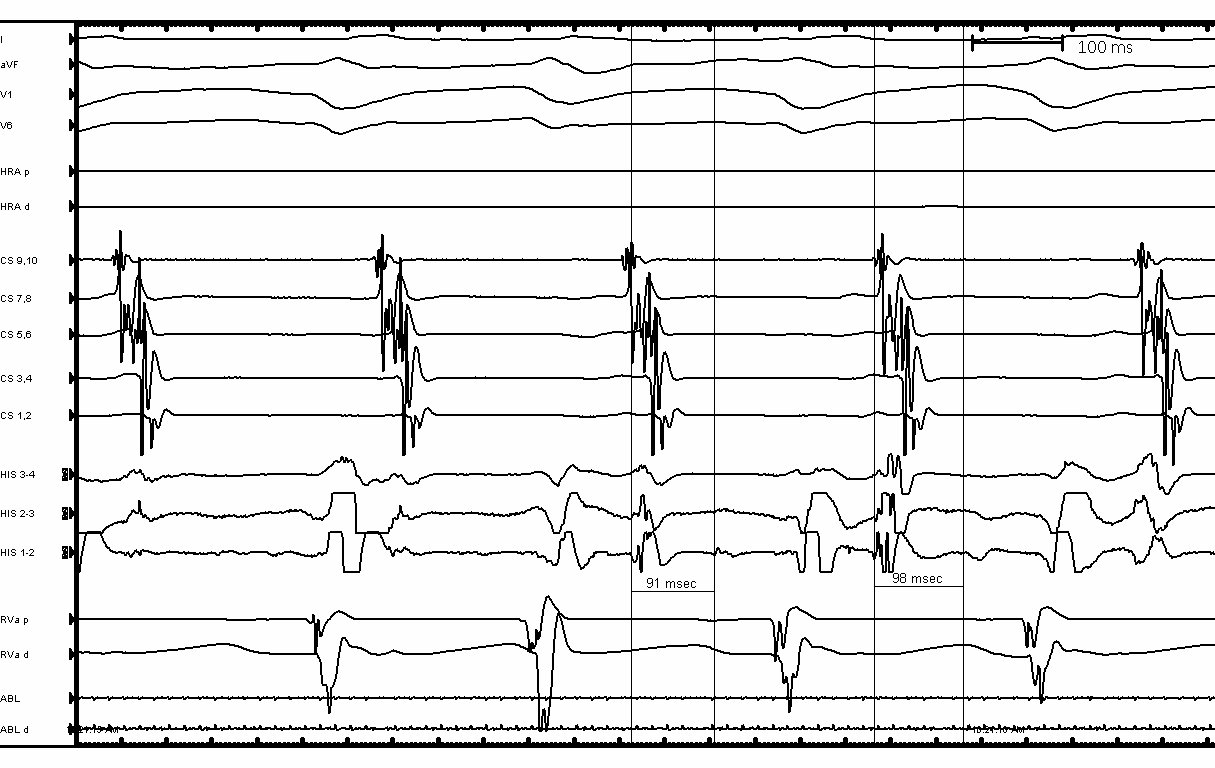 I
100 ms
aVF
V1
V6
HRA p
HRA d
CS 9,10
CS 7,8
CS 5,6
CS 3,4
CS 1,2
HIS 3-4
HIS 2-3
HIS 1-2
91 msec
98 msec
RVa p
RVa d
ABL
ABL d